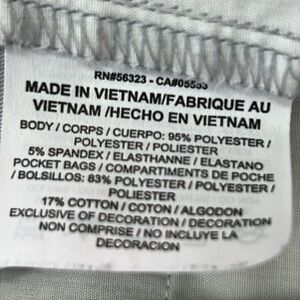 RN#56323 - CA#05553
MADE IN VIETNAM/FABRIQUE AU
VIETNAM /HECHO EN VIETNAM
BODY / CORPS / CUERPO: 95% POLYESTER /
POLYESTER / POLIESTER
5% SPANDEX / ELASTHANNE / ELASTANO
POCKET BAGS / COMPARTIMENTS DE POCHE
/ BOLSILLOS: 83% POLYESTER / POLYESTER /
POLIESTER
17% COTTON / COTON / ALGODON
EXCLUSIVE OF DECORATION / DECORATION
NON COMPRISE / NO INCLUYE LA
DECORACION